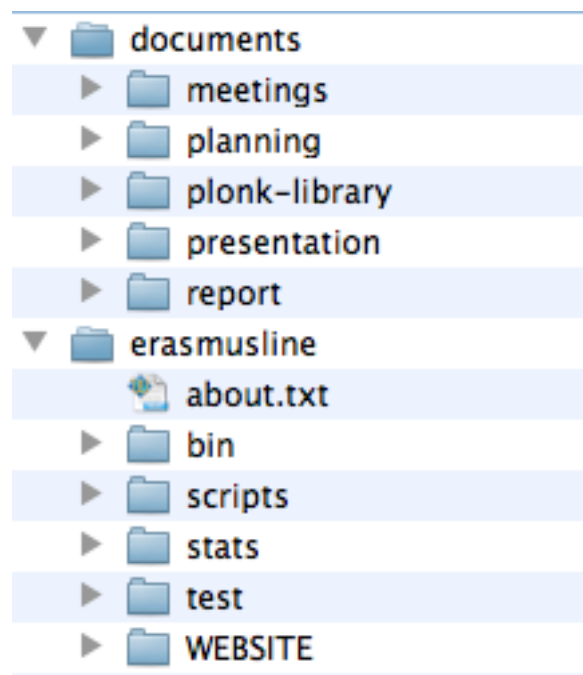 documents
meetings
planning
plonk-library
presentation
report
erasmusline
about.txt
bin
scripts
stats
test
WEBSITE